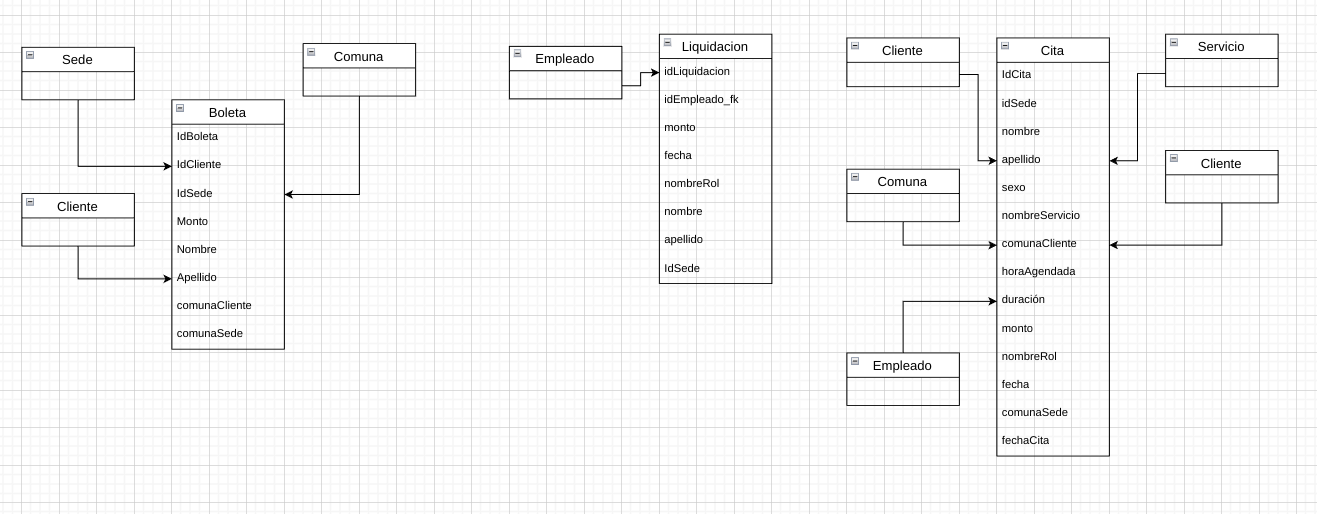 Sede
Comuna
Boleta
IdBoleta
IdCliente
IdSede
Monto
Nombre
Apellido
comunaCliente
comunaSede
Cliente
Empleado
Liquidacion
idLiquidacion
idEmpleado_fk
monto
fecha
nombreRol
nombre
apellido
IdSede
Cliente
Cita
IdCita
idSede
nombre
apellido
sexo
nombreServicio
comunaCliente
horaAgendada
duración
monto
nombreRol
fecha
comunaSede
fechaCita
Servicio
Comuna
Cliente
Empleado